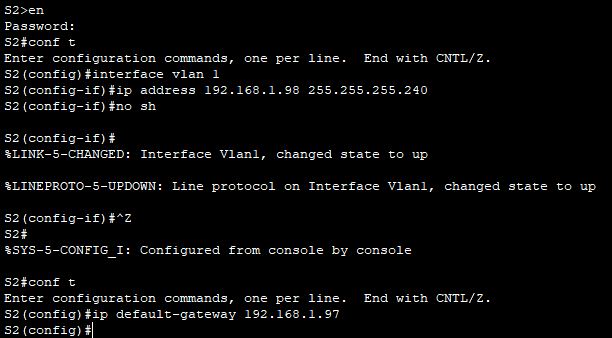 S2>en
Password:
S2#conf t
Enter configuration commands, one per line.  End with CNTL/Z.
S2(config)#interface vlan 1
S2(config-if)#ip address 192.168.1.98 255.255.255.240
S2(config-if)#no sh
S2(config-if)#
%LINK-5-CHANGED: Interface Vlan1, changed state to up
%LINEPROTO-5-UPDOWN: Line protocol on Interface Vlan1, changed state to up
S2(config-if)#^Z
S2#
%SYS-5-CONFIG_I: Configured from console by console
S2#conf t
Enter configuration commands, one per line.  End with CNTL/Z.
S2(config)#ip default-gateway 192.168.1.97
S2(config)#